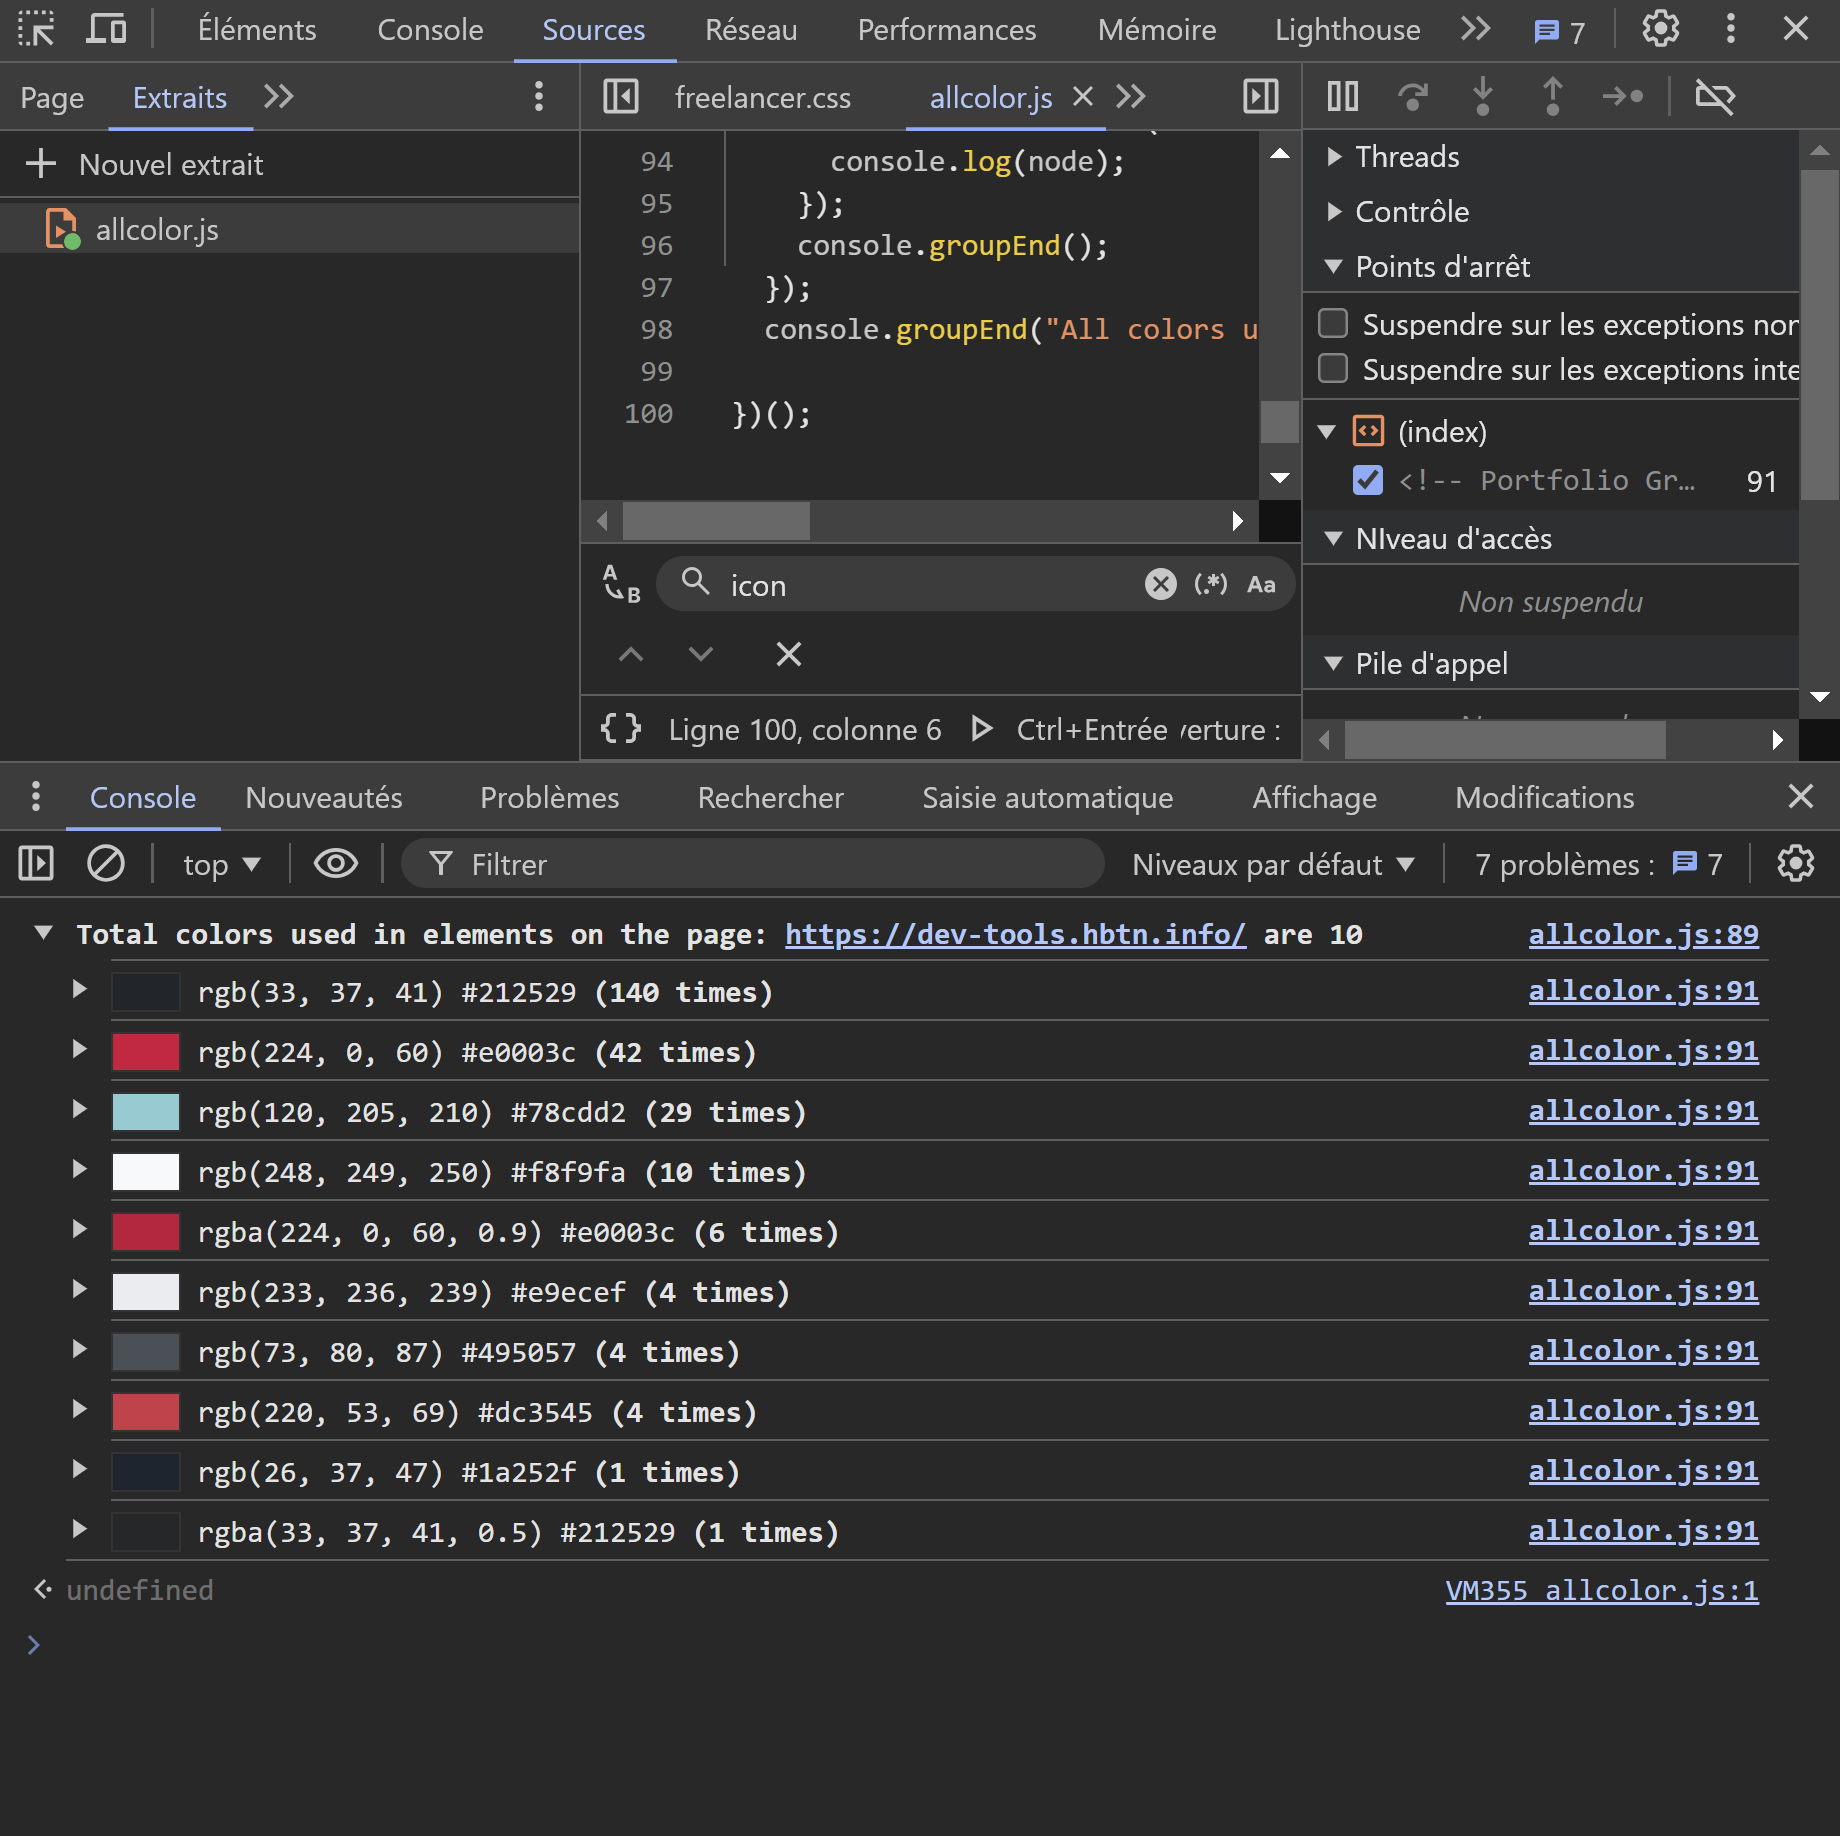 Éléments Console Sources Réseau Performances Mémoire Lighthouse 7
Page Extraits
Nouvel extrait
allcolor.js
freelancer.css allcolor.js
94 console.log(node);
95 });
96 console.groupEnd();
97 });
98 console.groupEnd("All colors u
99
100 })();
icon
(.*) Aa
A B
{} Ligne 100, colonne 6 Ctrl+Entrée verture :
Threads
Contrôle
Points d'arrêt
Suspendre sur les exceptions nor
Suspendre sur les exceptions inte
(index)
<!-- Portfolio Gr… 91
NIveau d'accès
Non suspendu
Pile d'appel
Console Nouveautés Problèmes Rechercher Saisie automatique Affichage Modifications
top Filtrer Niveaux par défaut 7 problèmes : 7
Total colors used in elements on the page: https://dev-tools.hbtn.info/ are 10 allcolor.js:89
rgb(33, 37, 41) #212529 (140 times) allcolor.js:91
rgb(224, 0, 60) #e0003c (42 times) allcolor.js:91
rgb(120, 205, 210) #78cdd2 (29 times) allcolor.js:91
rgb(248, 249, 250) #f8f9fa (10 times) allcolor.js:91
rgba(224, 0, 60, 0.9) #e0003c (6 times) allcolor.js:91
rgb(233, 236, 239) #e9ecef (4 times) allcolor.js:91
rgb(73, 80, 87) #495057 (4 times) allcolor.js:91
rgb(220, 53, 69) #dc3545 (4 times) allcolor.js:91
rgb(26, 37, 47) #1a252f (1 times) allcolor.js:91
rgba(33, 37, 41, 0.5) #212529 (1 times) allcolor.js:91
undefined VM355 allcolor.js:1